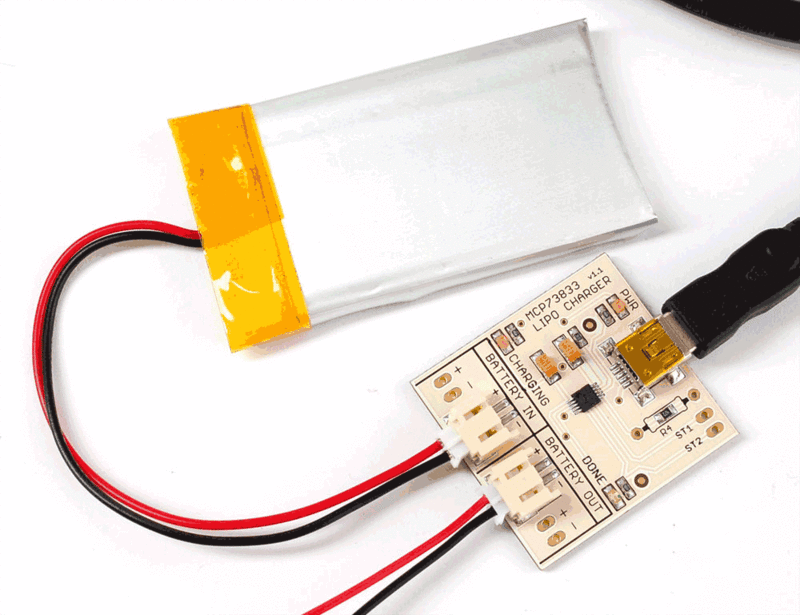 MCP73833 v1.1
LIPO CHARGER
PWR
CHARGING
BATTERY IN
+
-
R4
ST1
ST2
DONE
BATTERY OUT
+
-